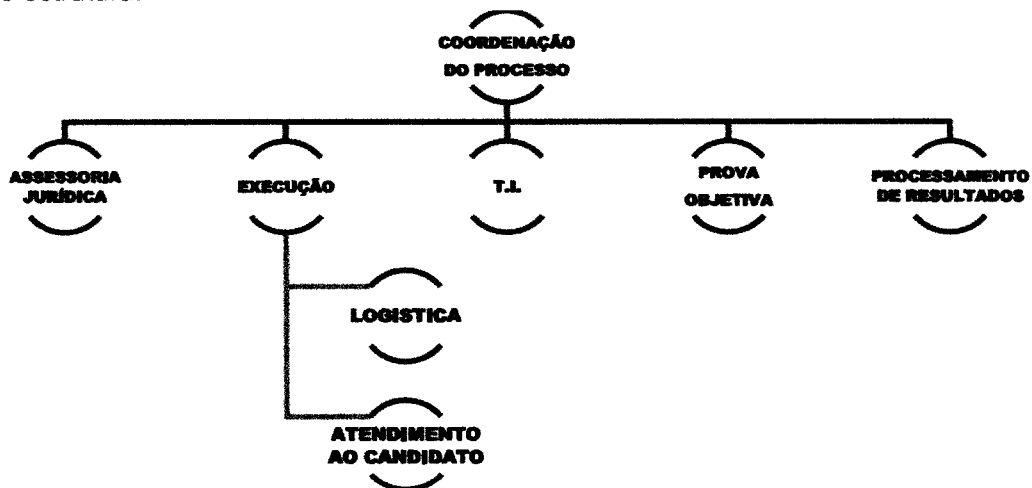 COORDENAÇÃO
DO PROCESSO
ASSESSORIA
JURÍDICA
EXECUÇÃO
T.I.
PROVA
OBJETIVA
PROCESSAMENTO
DE RESULTADOS
LOGISTICA
ATENDIMENTO
AO CANDIDATO